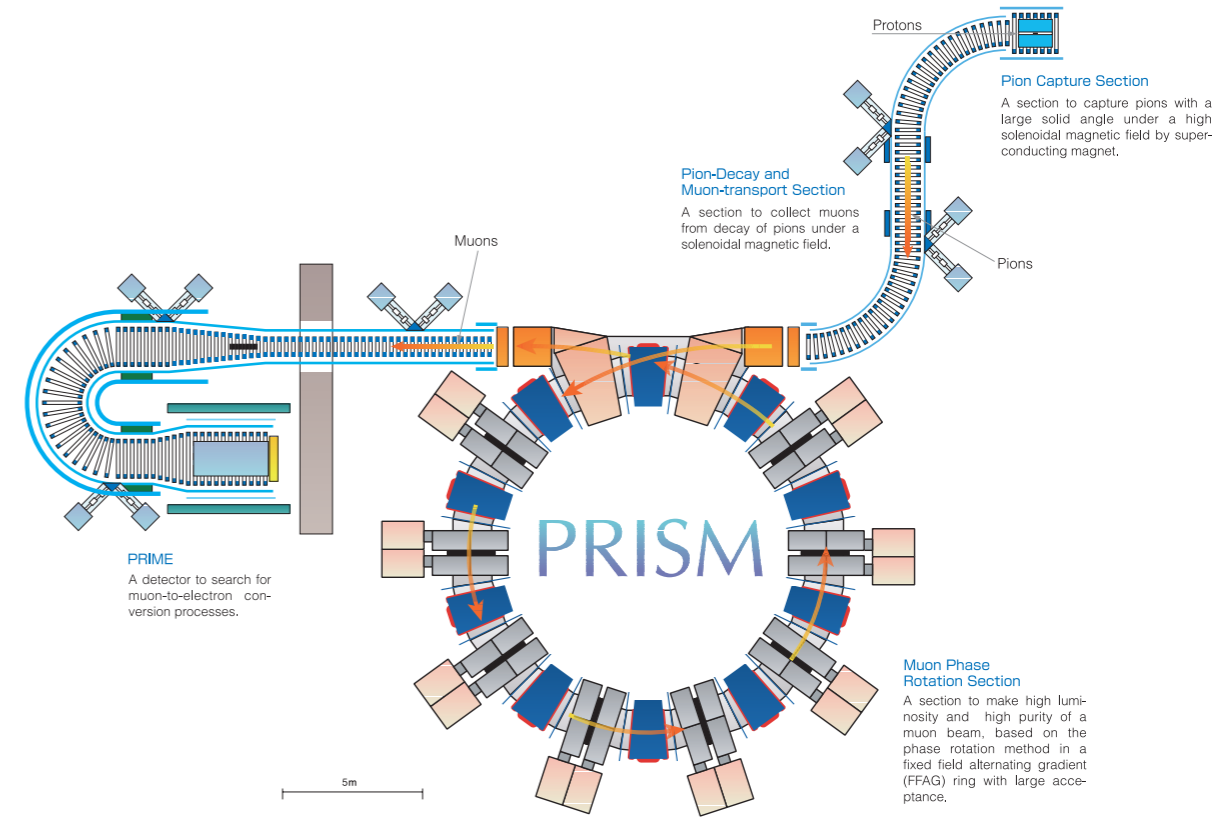 Protons
Pion Capture Section
A section to capture pions with a
large solid angle under a high
solenoidal magnetic field by super-
conducting magnet.
Pion-Decay and
Muon-transport Section
A section to collect muons
from decay of pions under a
solenoidal magnetic field.
Muons
Pions
PRISM
PRIME
A detector to search for
muon-to-electron con-
version processes.
Muon Phase
Rotation Section
A section to make high lumi-
nosity and high purity of a
muon beam, based on the
phase rotation method in a
fixed field alternating gradient
(FFAG) ring with large acce-
ptance.
5m